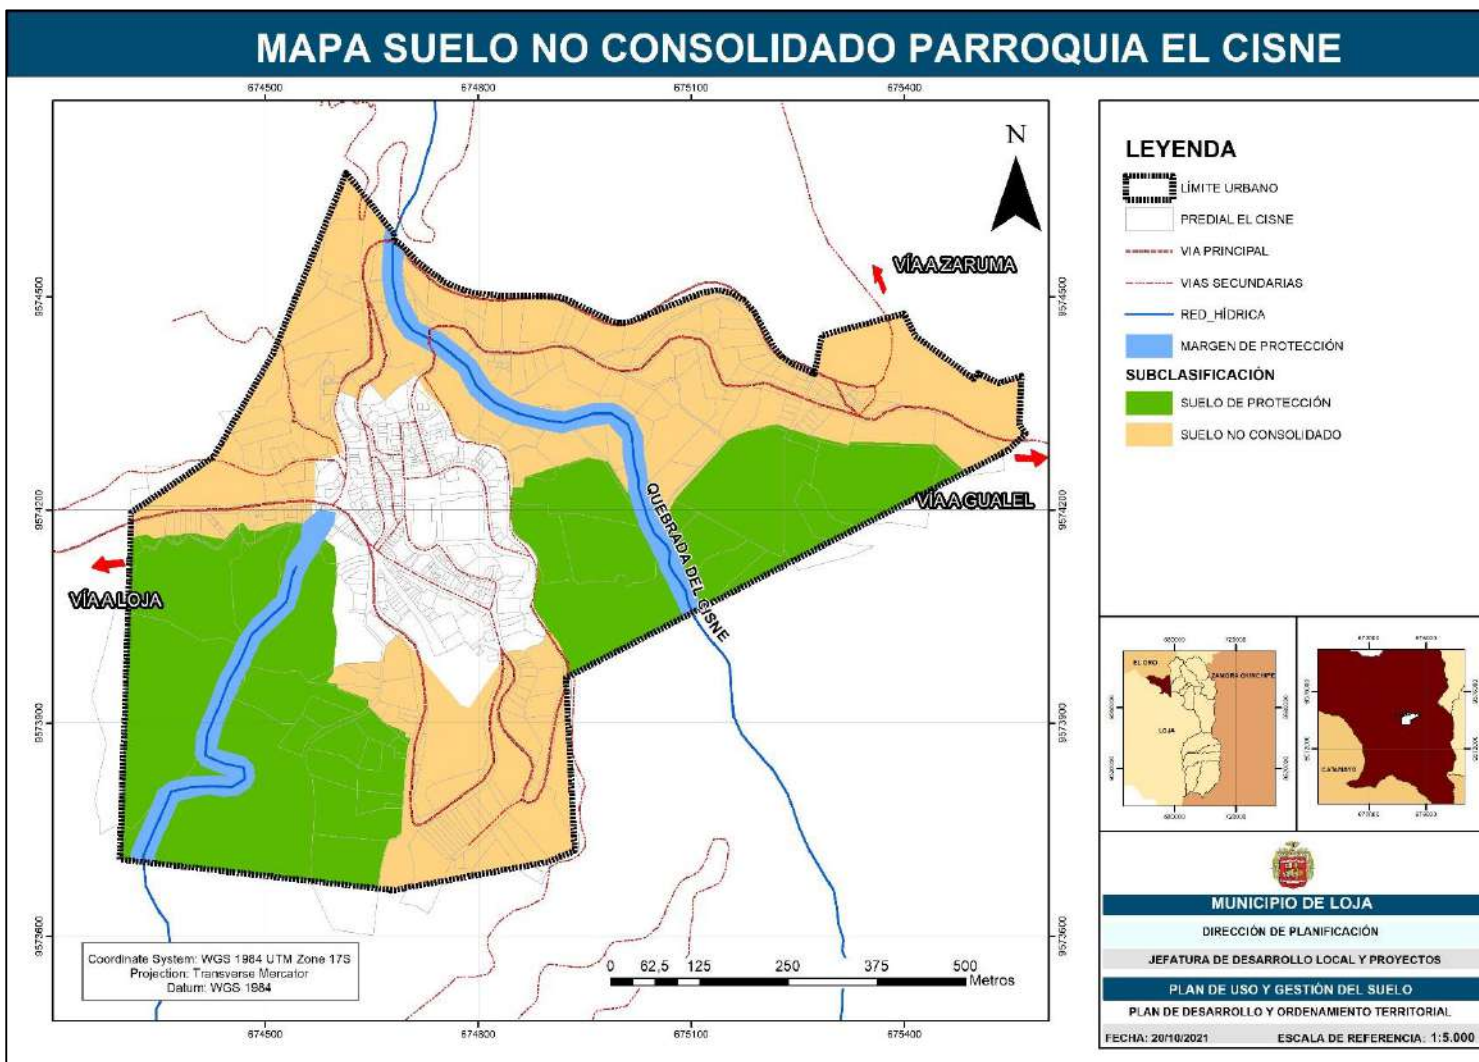 MAPA SUELO NO CONSOLIDADO PARROQUIA EL CISNE
674500 674800 675100 675400
N
VÍA A ZARUMA
9574500
9574500
VÍA A GUALEL
9574200
9574200
QUEBRADA DEL CISNE
VÍA A LOJA
9573900
9573900
9573600
9573600
Coordinate System: WGS 1984 UTM Zone 17S
Projection: Transverse Mercator
Datum: WGS 1984
0 62,5 125 250 375 500
Metros
674500 674800 675100 675400
LEYENDA
LÍMITE URBANO
PREDIAL EL CISNE
VIA PRINCIPAL
VIAS SECUNDARIAS
RED_HÍDRICA
MARGEN DE PROTECCIÓN
SUBCLASIFICACIÓN
SUELO DE PROTECCIÓN
SUELO NO CONSOLIDADO
EL ORO
ZAMORA CHINCHIPE
LOJA
CATAMAYO
MUNICIPIO DE LOJA
DIRECCIÓN DE PLANIFICACIÓN
JEFATURA DE DESARROLLO LOCAL Y PROYECTOS
PLAN DE USO Y GESTIÓN DEL SUELO
PLAN DE DESARROLLO Y ORDENAMIENTO TERRITORIAL
FECHA: 20/10/2021 ESCALA DE REFERENCIA: 1:5.000